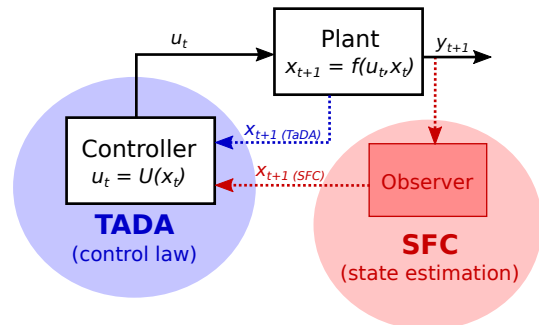 u_t
Plant
x_{t+1} = f(u_t,x_t)
y_{t+1}
x_{t+1 (TaDA)}
Controller
u_t = U(x_t)
x_{t+1 (SFC)}
Observer
TADA
(control law)
SFC
(state estimation)